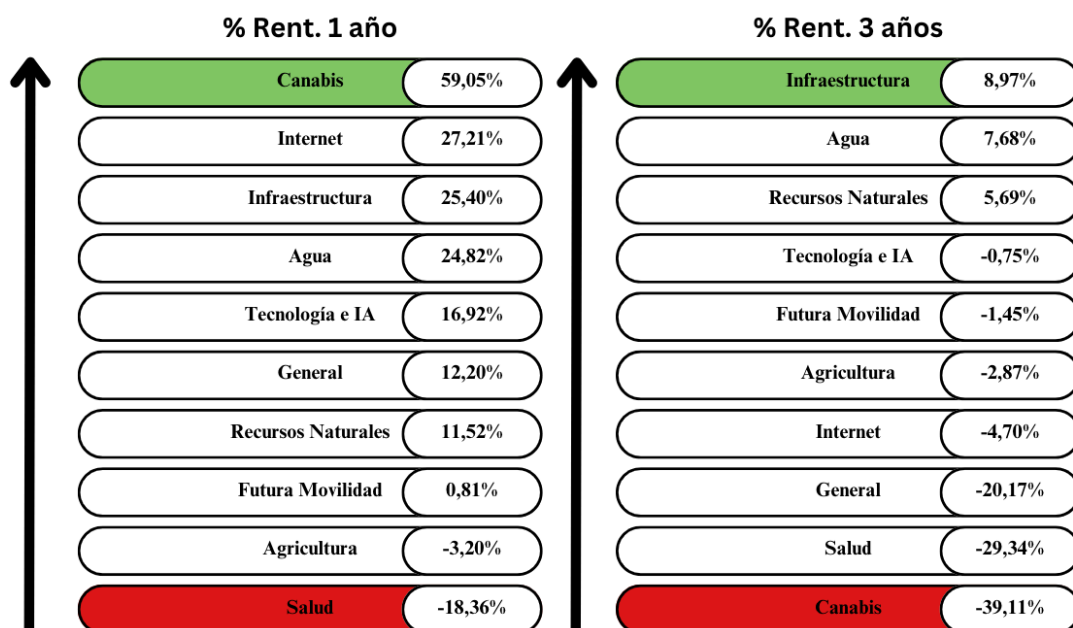 % Rent. 1 año
Canabis 59,05%
Internet 27,21%
Infraestructura 25,40%
Agua 24,82%
Tecnología e IA 16,92%
General 12,20%
Recursos Naturales 11,52%
Futura Movilidad 0,81%
Agricultura -3,20%
Salud -18,36%
% Rent. 3 años
Infraestructura 8,97%
Agua 7,68%
Recursos Naturales 5,69%
Tecnología e IA -0,75%
Futura Movilidad -1,45%
Agricultura -2,87%
Internet -4,70%
General -20,17%
Salud -29,34%
Canabis -39,11%